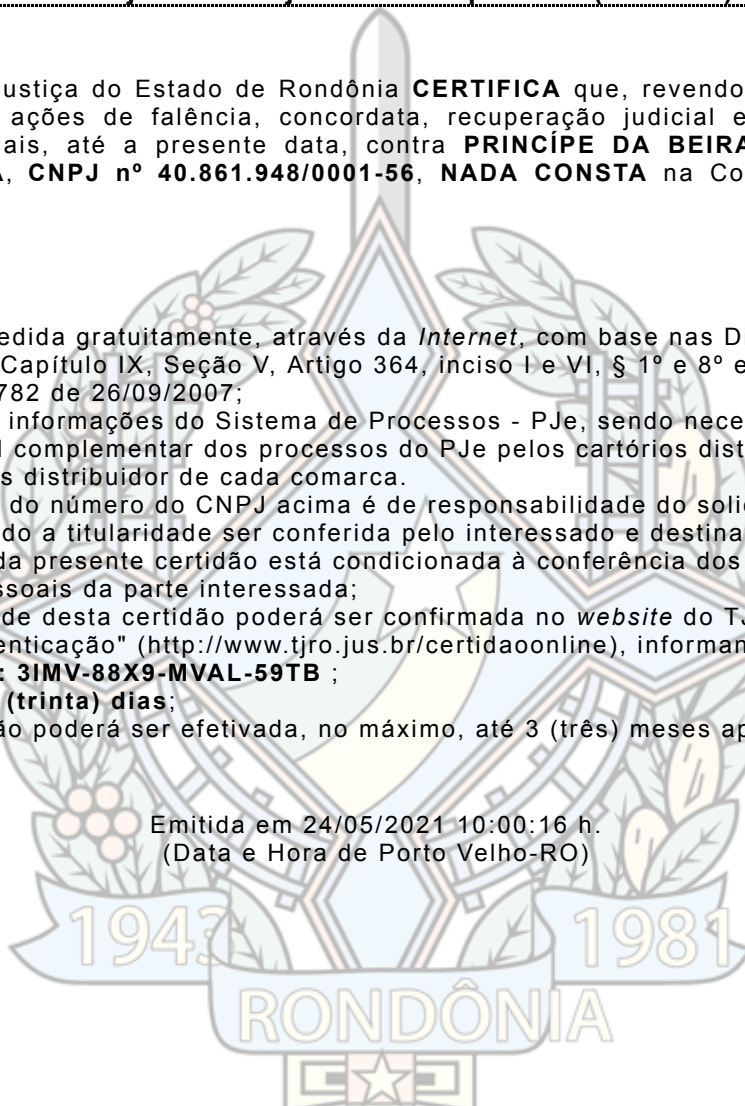 ustiça do Estado de Rondônia CERTIFICA que, revendo
ações de falência, concordata, recuperação judicial e
ais, até a presente data, contra PRINCÍPE DA BEIRA
A, CNPJ nº 40.861.948/0001-56, NADA CONSTA na Co
edida gratuitamente, através da Internet, com base nas D
Capítulo IX, Seção V, Artigo 364, inciso I e VI, § 1º e 8º e
782 de 26/09/2007;
informações do Sistema de Processos - PJe, sendo nece
l complementar dos processos do PJe pelos cartórios dist
s distribuidor de cada comarca.
do número do CNPJ acima é de responsabilidade do soli
do a titularidade ser conferida pelo interessado e destina
da presente certidão está condicionada à conferência dos
ssoais da parte interessada;
de desta certidão poderá ser confirmada no website do TJ
enticação" (http://www.tjro.jus.br/certidaoonline), informan
: 3IMV-88X9-MVAL-59TB ;
(trinta) dias;
ão poderá ser efetivada, no máximo, até 3 (três) meses ap
Emitida em 24/05/2021 10:00:16 h.
(Data e Hora de Porto Velho-RO)
1943 1981
RONDÔNIA